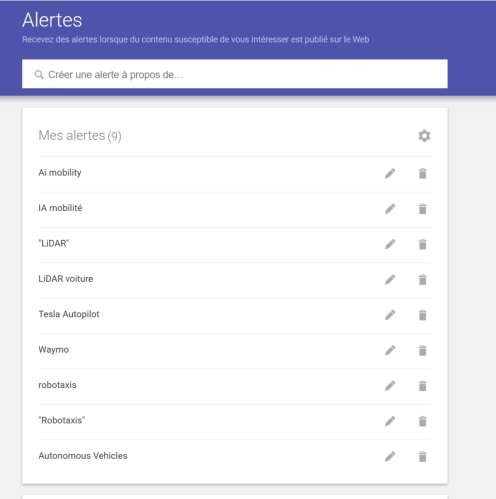 Alertes
Recevez des alertes lorsque du contenu susceptible de vous intéresser est publié sur le Web
Créer une alerte à propos de…
Mes alertes (9)
Ai mobility
IA mobilité
"LiDAR"
LiDAR voiture
Tesla Autopilot
Waymo
robotaxis
"Robotaxis"
Autonomous Vehicles